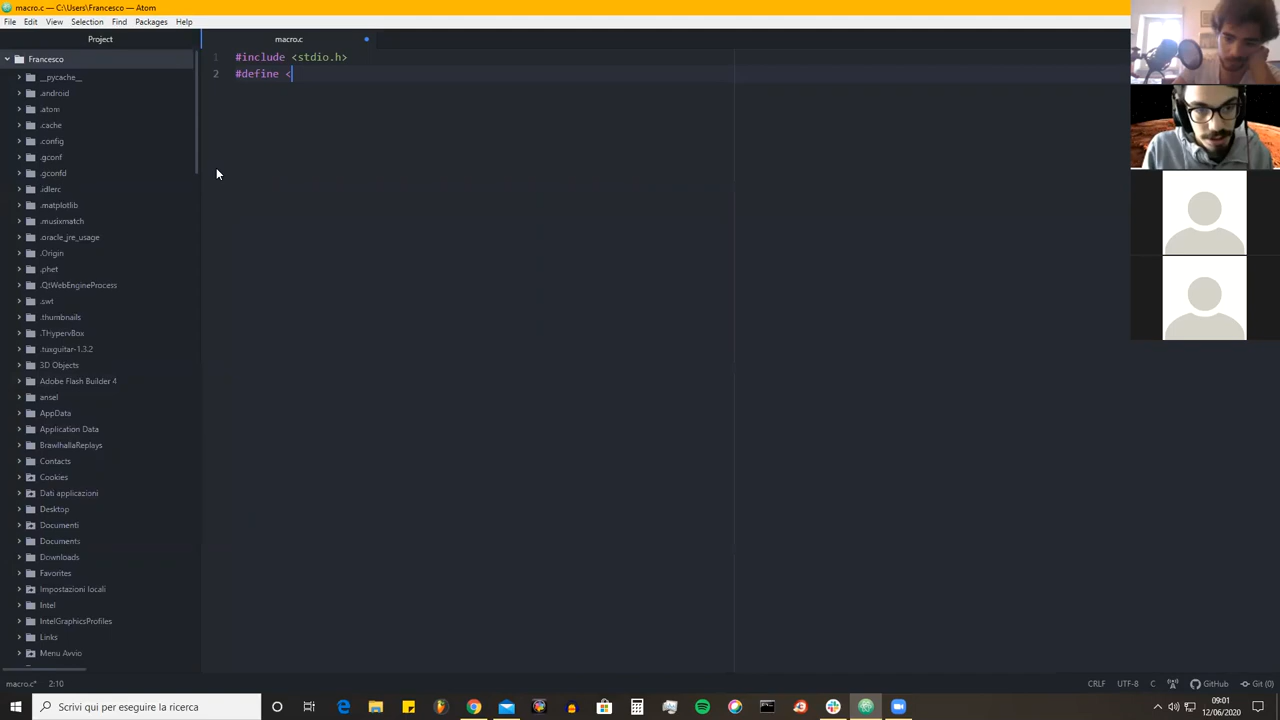 macro.c — C:\Users\Francesco — Atom
File Edit View Selection Find Packages Help
Project
macro.c
Francesco
__pycache__
.android
.atom
.cache
.config
.gconf
.gconfd
.idlerc
.matplotlib
.musixmatch
.oracle_jre_usage
.Origin
.phet
.QtWebEngineProcess
.swt
.thumbnails
.THypervBox
.tuxguitar-1.3.2
3D Objects
Adobe Flash Builder 4
ansel
AppData
Application Data
BrawlhallaReplays
Contacts
Cookies
Dati applicazioni
Desktop
Documenti
Documents
Downloads
Favorites
Impostazioni locali
Intel
IntelGraphicsProfiles
Links
Menu Avvio
1 #include <stdio.h>
2 #define <
macro.c* 2:10
CRLF UTF-8 C GitHub Git (0)
Scrivi qui per eseguire la ricerca
09:01
12/06/2020